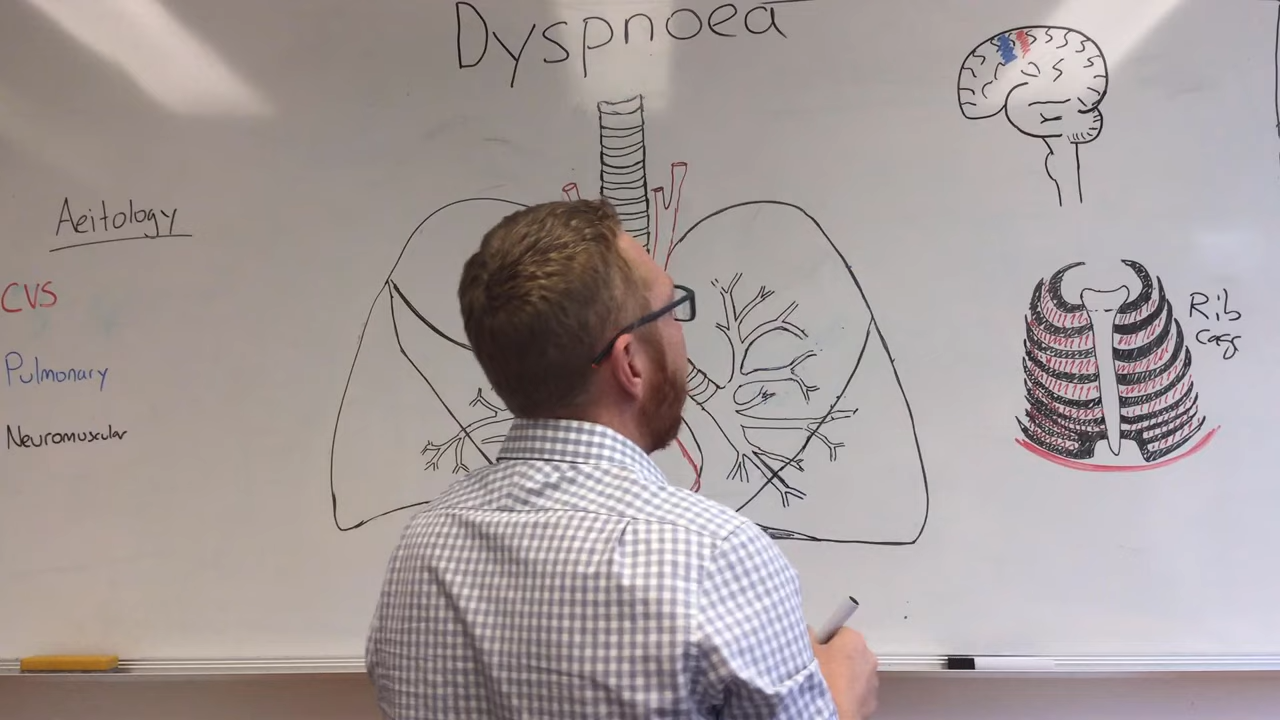 Dyspnoea
Aeitology
CVS
Pulmonary
Neuromuscular
Rib
cage